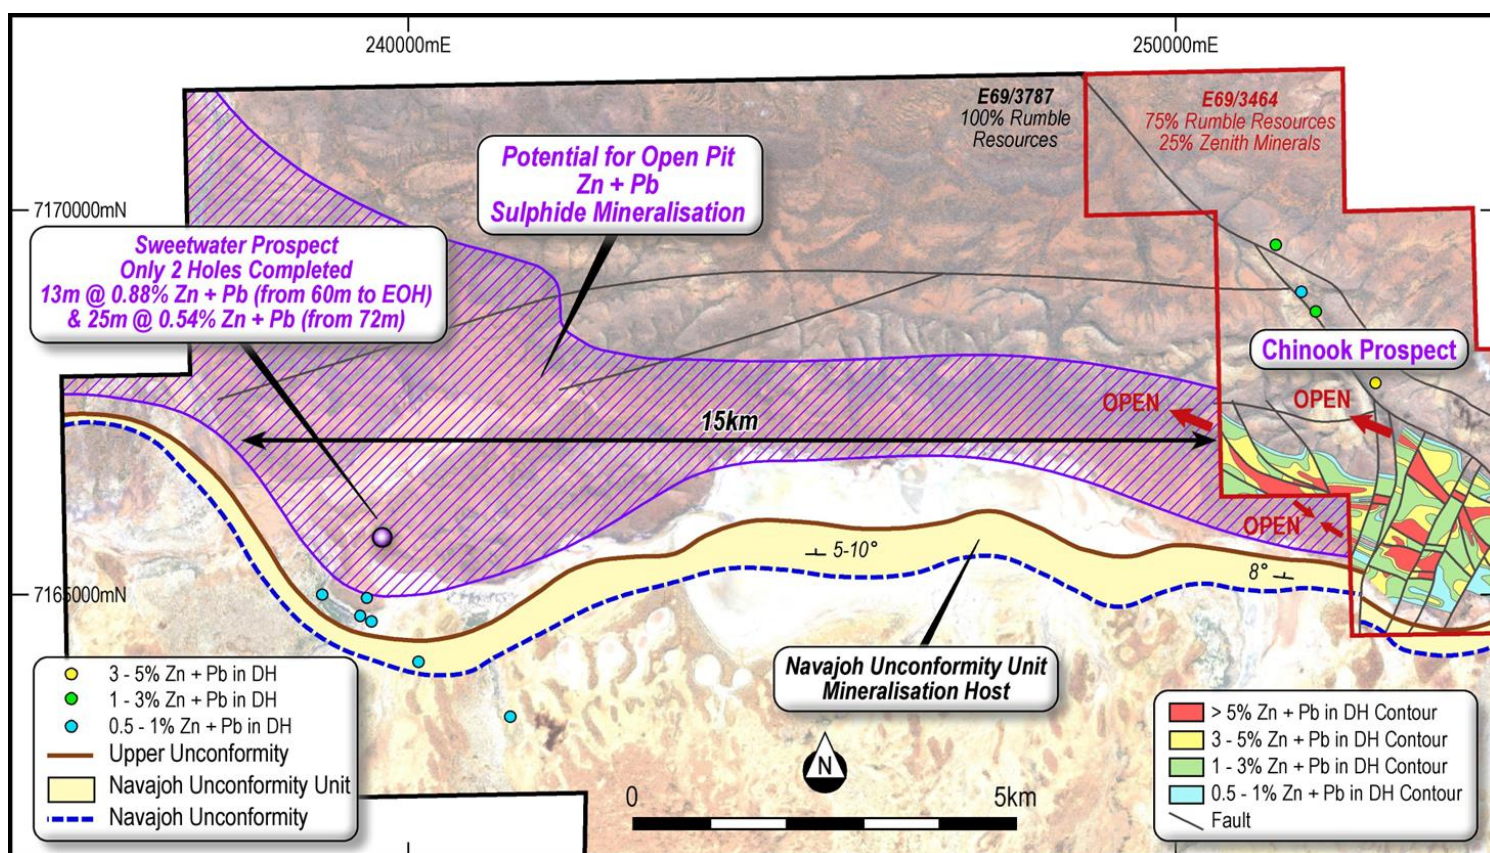 240000mE
250000mE
E69/3787
100% Rumble
Resources
E69/3464
75% Rumble Resources
25% Zenith Minerals
Potential for Open Pit
Zn + Pb
Sulphide Mineralisation
7170000mN
Sweetwater Prospect
Only 2 Holes Completed
13m @ 0.88% Zn + Pb (from 60m to EOH)
& 25m @ 0.54% Zn + Pb (from 72m)
Chinook Prospect
OPEN
OPEN
15km
OPEN
5-10°
8°
7165000mN
Navajoh Unconformity Unit
Mineralisation Host
3 - 5% Zn + Pb in DH
1 - 3% Zn + Pb in DH
0.5 - 1% Zn + Pb in DH
Upper Unconformity
Navajoh Unconformity Unit
Navajoh Unconformity
N
0
5km
> 5% Zn + Pb in DH Contour
3 - 5% Zn + Pb in DH Contour
1 - 3% Zn + Pb in DH Contour
0.5 - 1% Zn + Pb in DH Contour
Fault